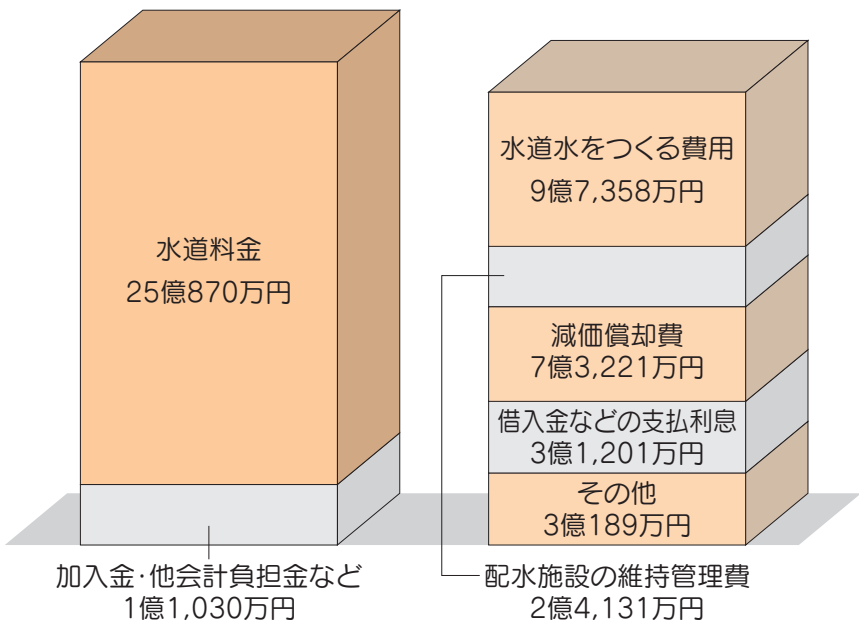 水道料金
25億870万円
加入金・他会計負担金など
1億1,030万円
水道水をつくる費用
9億7,358万円
減価償却費
7億3,221万円
借入金などの支払利息
3億1,201万円
その他
3億189万円
配水施設の維持管理費
2億4,131万円